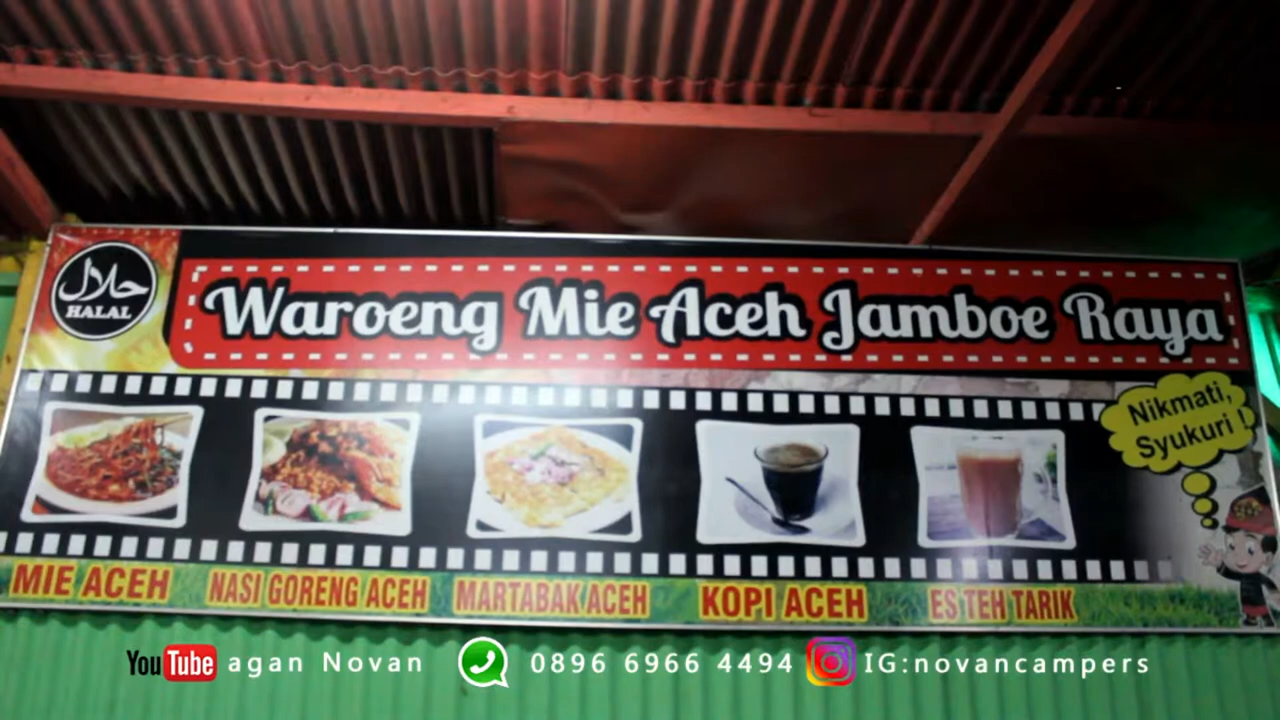 حلال
HALAL
Waroeng Mie Aceh Jamboe Raya
Nikmati,
Syukuri !
MIE ACEH
NASI GORENG ACEH
MARTABAK ACEH
KOPI ACEH
ES TEH TARIK
YouTube agan Novan
0896 6966 4494
IG:novancampers